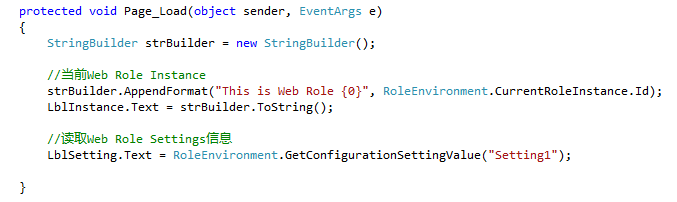 protected void Page_Load(object sender, EventArgs e)
{
StringBuilder strBuilder = new StringBuilder();
//当前Web Role Instance
strBuilder.AppendFormat("This is Web Role {0}", RoleEnvironment.CurrentRoleInstance.Id);
LblInstance.Text = strBuilder.ToString();
//读取Web Role Settings信息
LblSetting.Text = RoleEnvironment.GetConfigurationSettingValue("Setting1");
}